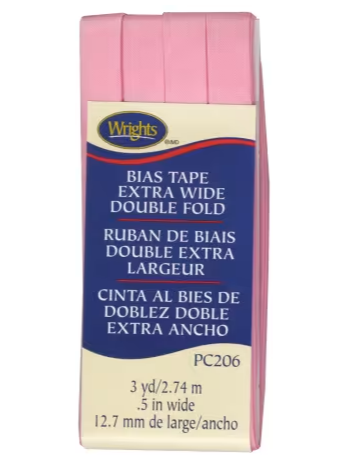 Wrights
BIAS TAPE
EXTRA WIDE
DOUBLE FOLD
RUBAN DE BIAIS
DOUBLE EXTRA
LARGEUR
CINTA AL BIES DE
DOBLEZ DOBLE
EXTRA ANCHO
PC206
3 yd/2.74 m
.5 in wide
12.7 mm de largo/ancho